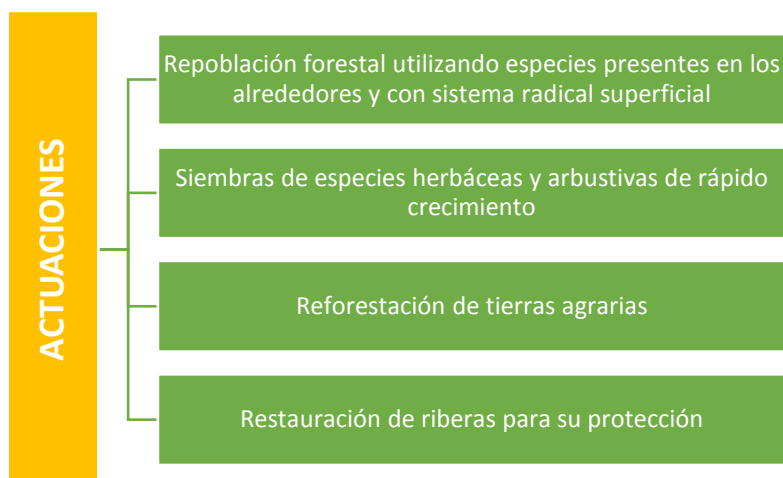 ACTUACIONES
Repoblación forestal utilizando especies presentes en los
alrededores y con sistema radical superficial
Siembras de especies herbáceas y arbustivas de rápido
crecimiento
Reforestación de tierras agrarias
Restauración de riberas para su protección